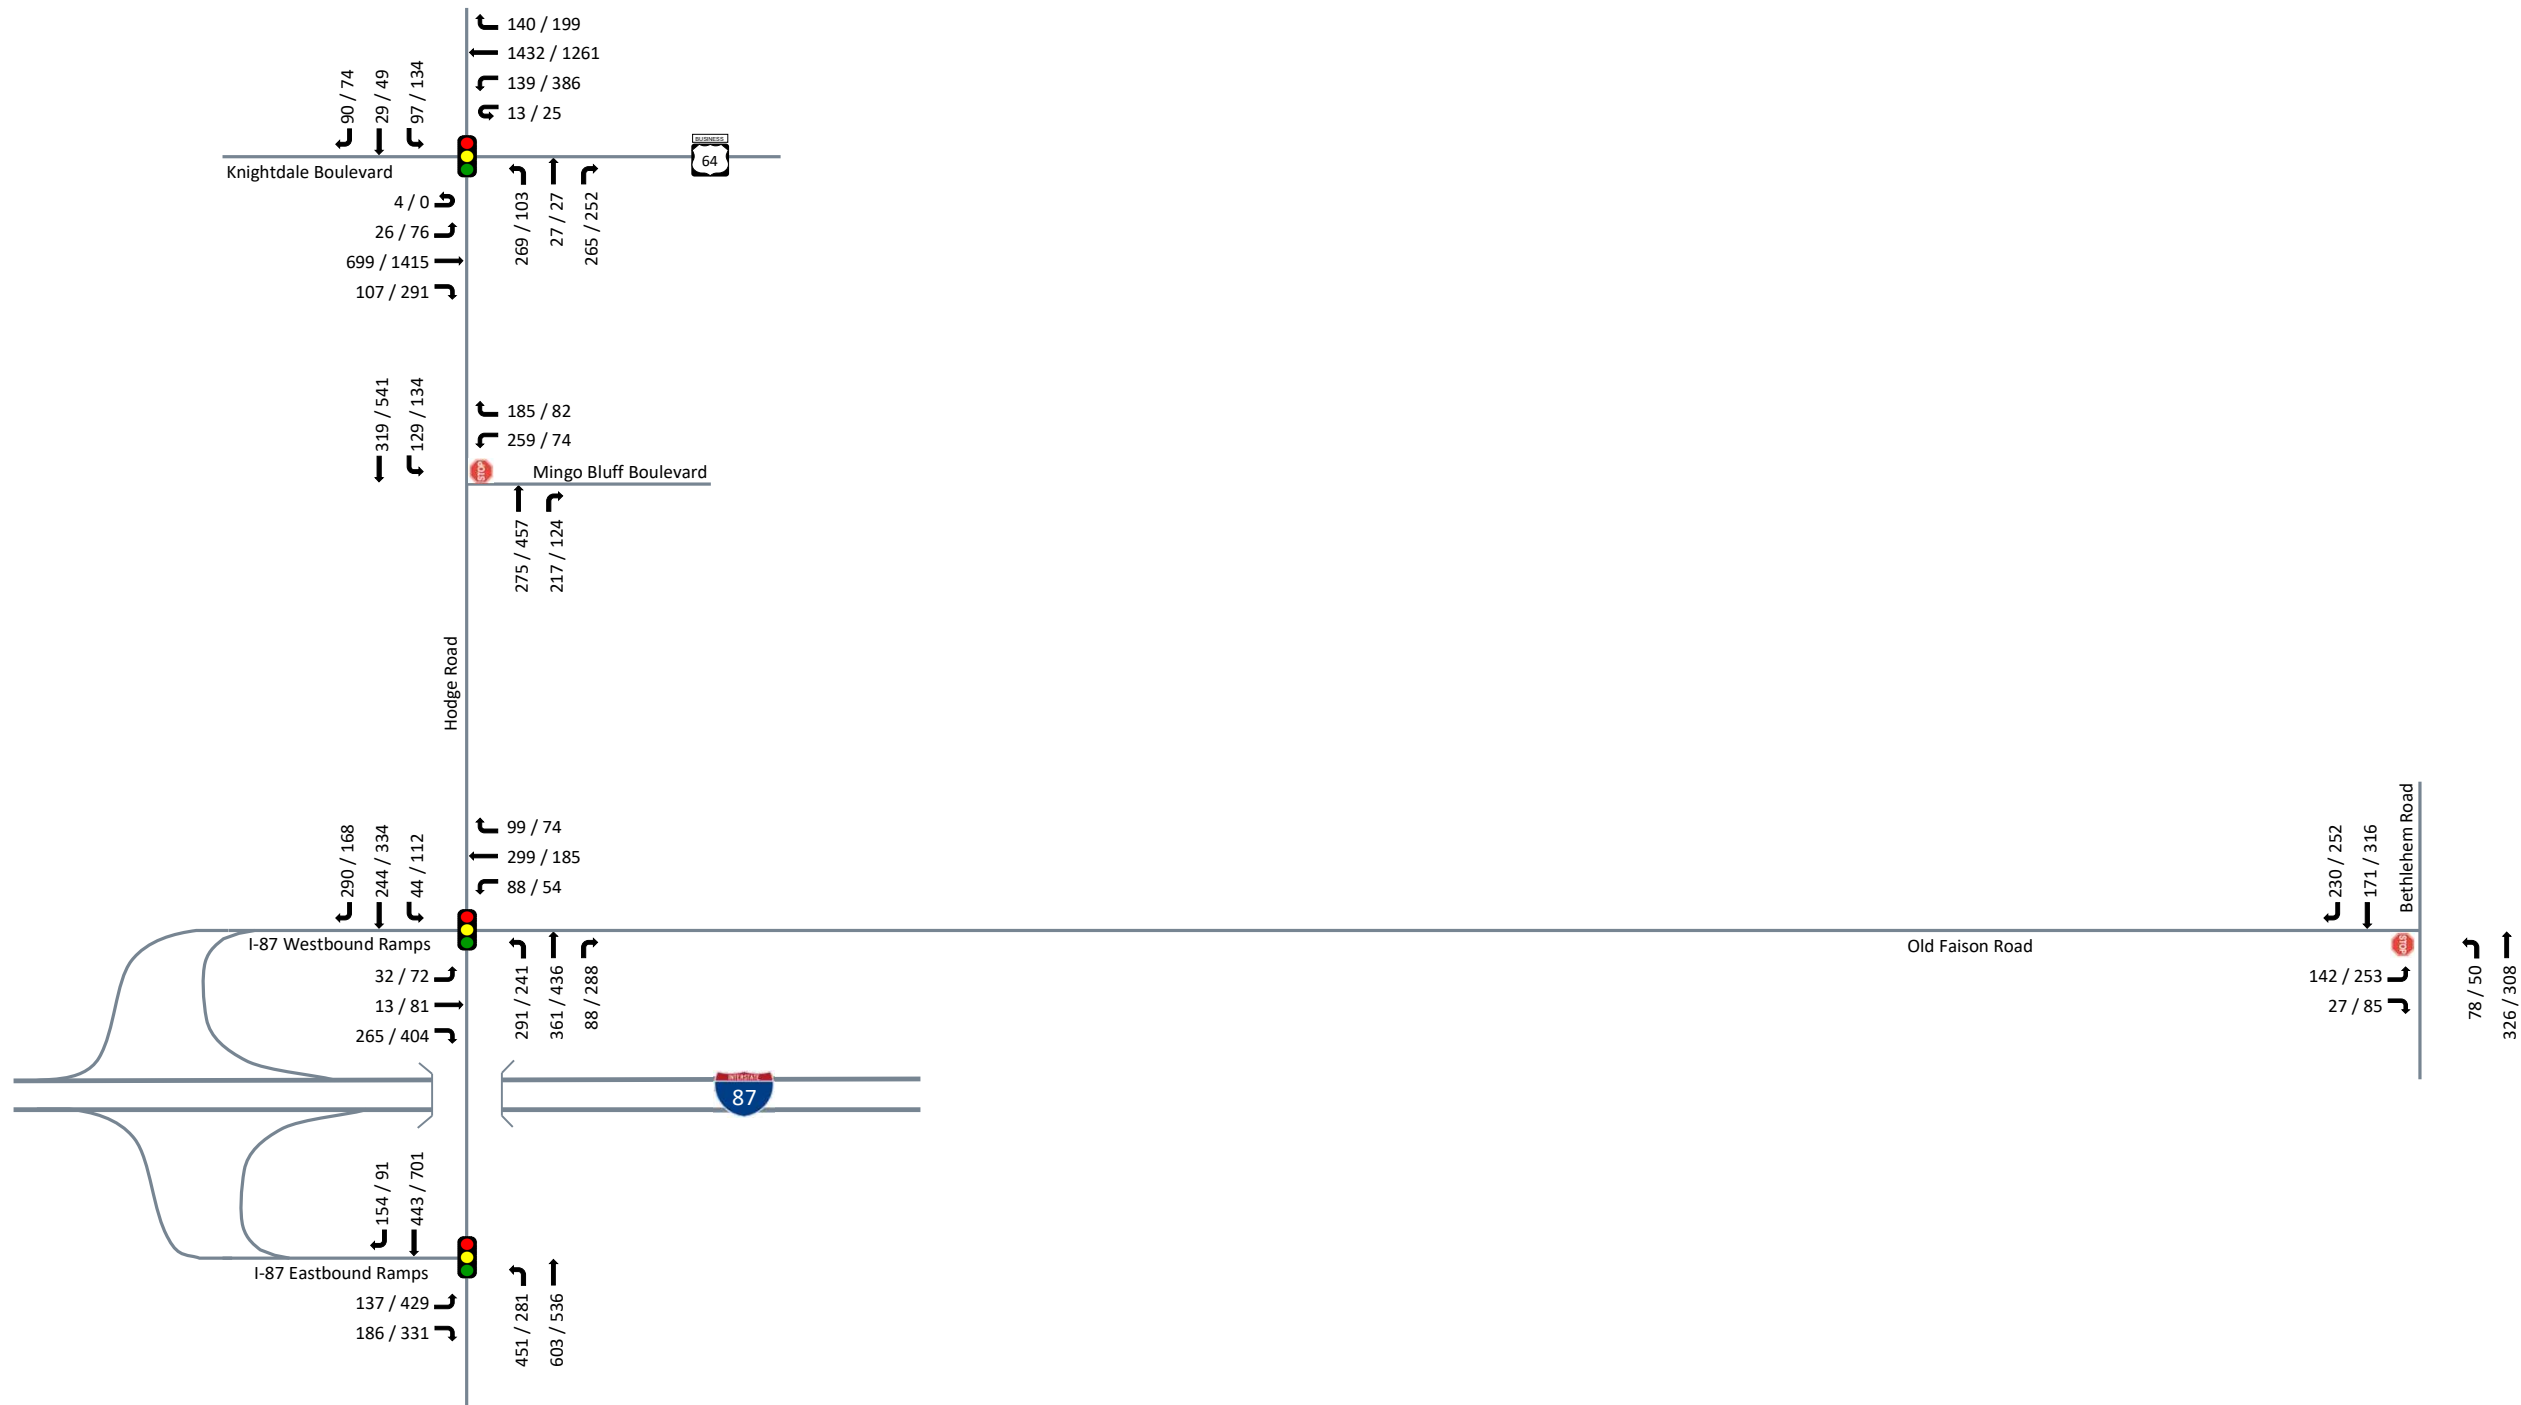 140 / 199
1432 / 1261
139 / 386
13 / 25
90 / 74
29 / 49
97 / 134
BUSINESS
64
Knightdale Boulevard
4 / 0
26 / 76
699 / 1415
107 / 291
269 / 103
27 / 27
265 / 252
319 / 541
129 / 134
185 / 82
259 / 74
STOP
Mingo Bluff Boulevard
275 / 457
217 / 124
Hodge Road
290 / 168
244 / 334
44 / 112
99 / 74
299 / 185
88 / 54
230 / 252
171 / 316
Bethlehem Road
I-87 Westbound Ramps
Old Faison Road
STOP
32 / 72
13 / 81
265 / 404
291 / 241
361 / 436
88 / 288
142 / 253
27 / 85
78 / 50
326 / 308
INTERSTATE
87
154 / 91
443 / 701
I-87 Eastbound Ramps
137 / 429
186 / 331
451 / 281
603 / 536